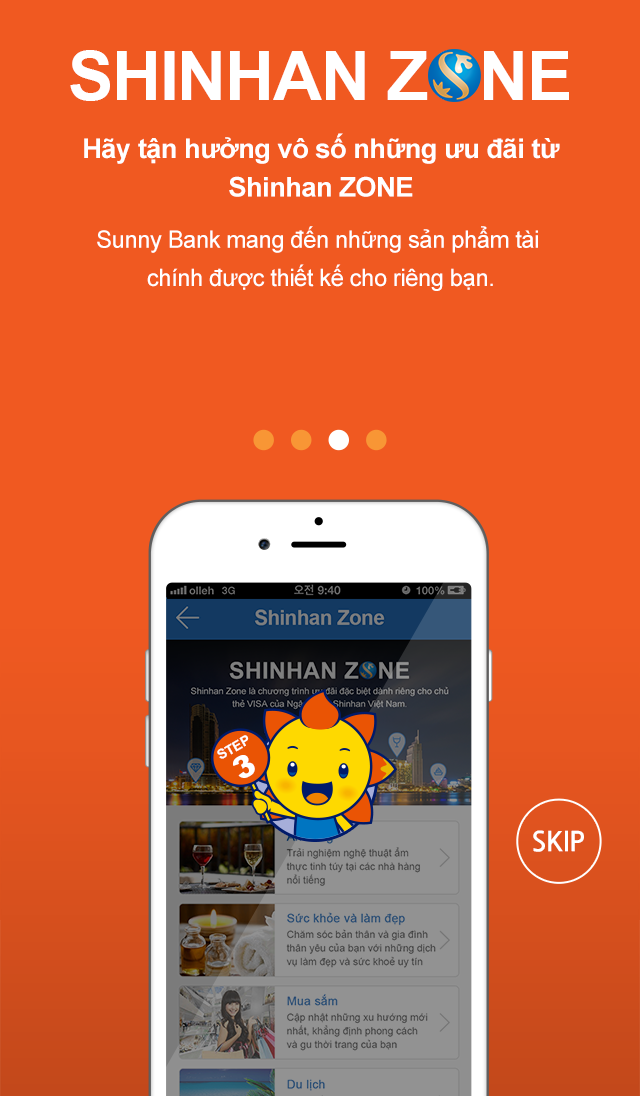 SHINHAN ZONE
Hãy tận hưởng vô số những ưu đãi từ
Shinhan ZONE
Sunny Bank mang đến những sản phẩm tài
chính được thiết kế cho riêng bạn.
olleh 3G 오전 9:40 100%
Shinhan Zone
SHINHAN ZONE
Shinhan Zone là chương trình ưu đãi đặc biệt dành riêng cho chủ
thẻ VISA của Shinhan Việt Nam.
STEP
3
Trải nghiệm nghệ thuật ẩm
thực tinh túy tại các nhà hàng
nổi tiếng
SKIP
Sức khỏe và làm đẹp
Chăm sóc bản thân và gia đình
thân yêu của bạn với những dịch
vụ làm đẹp và sức khoẻ uy tín
Mua sắm
Cập nhật những xu hướng mới
nhất, khẳng định phong cách
và gu thời trang của bạn
Du lịch